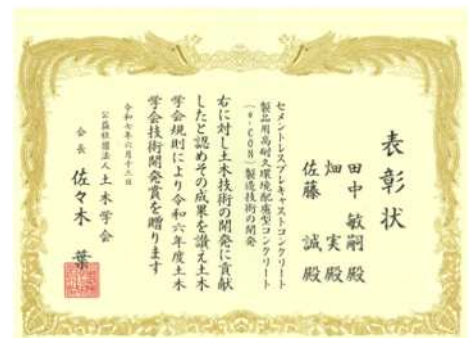 表彰状
田中 敏嗣殿
畑 実殿
佐藤 誠殿
セメントレスプレキャストコンクリート
製品用高耐久環境配慮型コンクリート
(*-CON)製造技術の開発
右に対し土木技術の開発に貢献
したと認めその成果を讃え土木
学会規則により令和六年度土木
学会技術開発賞を贈ります
令和七年六月十三日
公益社団法人土木学会
会長 佐々木 葉